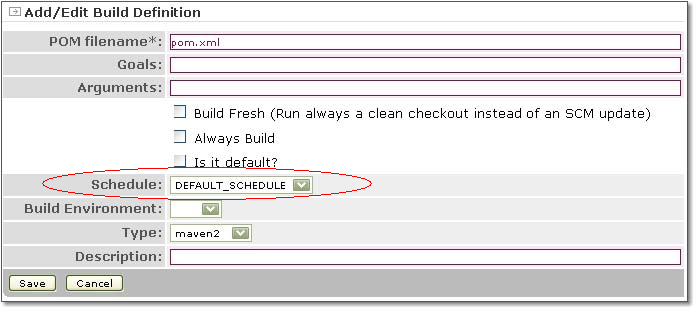 Add/Edit Build Definition
POM filename*: pom.xml
Goals:
Arguments:
Build Fresh (Run always a clean checkout instead of an SCM update)
Always Build
Is it default?
Schedule: DEFAULT_SCHEDULE
Build Environment:
Type: maven2
Description:
Save Cancel